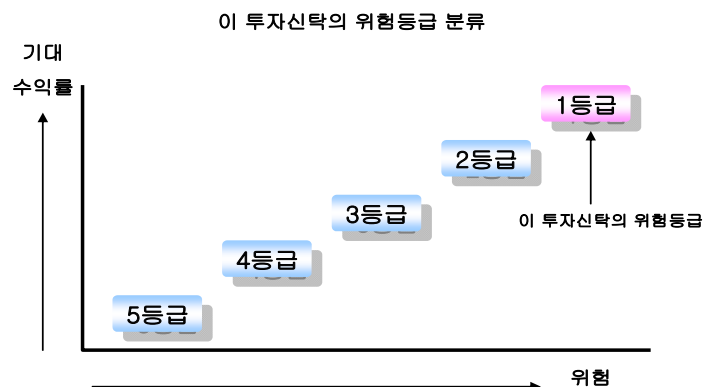 이 투자신탁의 위험등급 분류
기대
수익률
1등급
2등급
3등급
이 투자신탁의 위험등급
4등급
5등급
위험